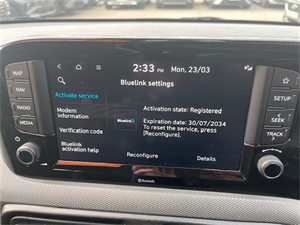 2:33 PM Mon, 23/03
Bluelink settings
MAP
NAV
RADIO
MEDIA
Activate service
Modem
information
Verification code
Bluelink
activation help
Bluelink
Activation state: Registered
Expiration date: 30/07/2034
To reset the service, press
[Reconfigure].
Reconfigure
Details
SETUP
SEEK
TRACK
Bluelink